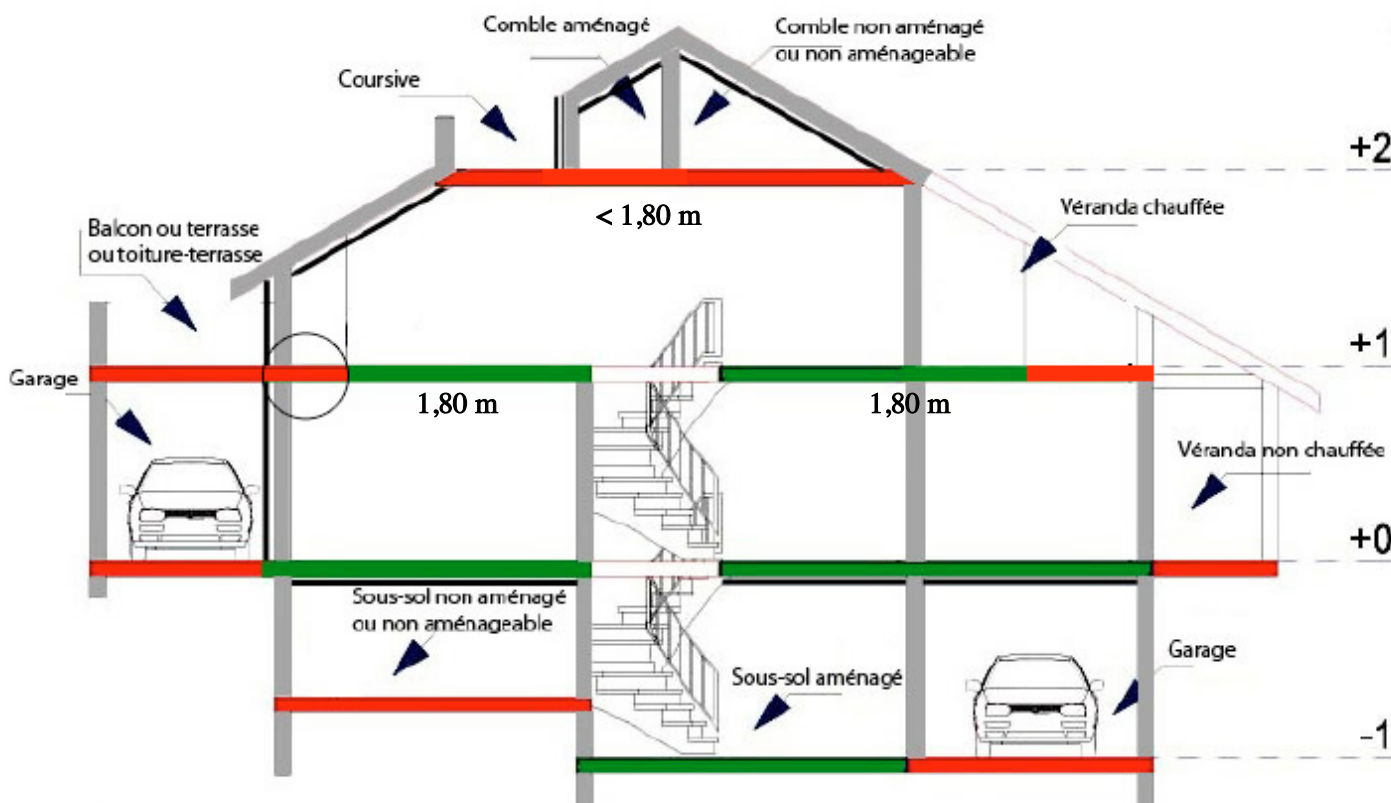 Comble aménagé
Comble non aménagé
ou non aménageable
Coursive
+2
< 1,80 m
Véranda chauffée
Balcon ou terrasse
ou toiture-terrasse
+1
Garage
1,80 m
1,80 m
Véranda non chauffée
+0
Sous-sol non aménagé
ou non aménageable
Sous-sol aménagé
Garage
-1